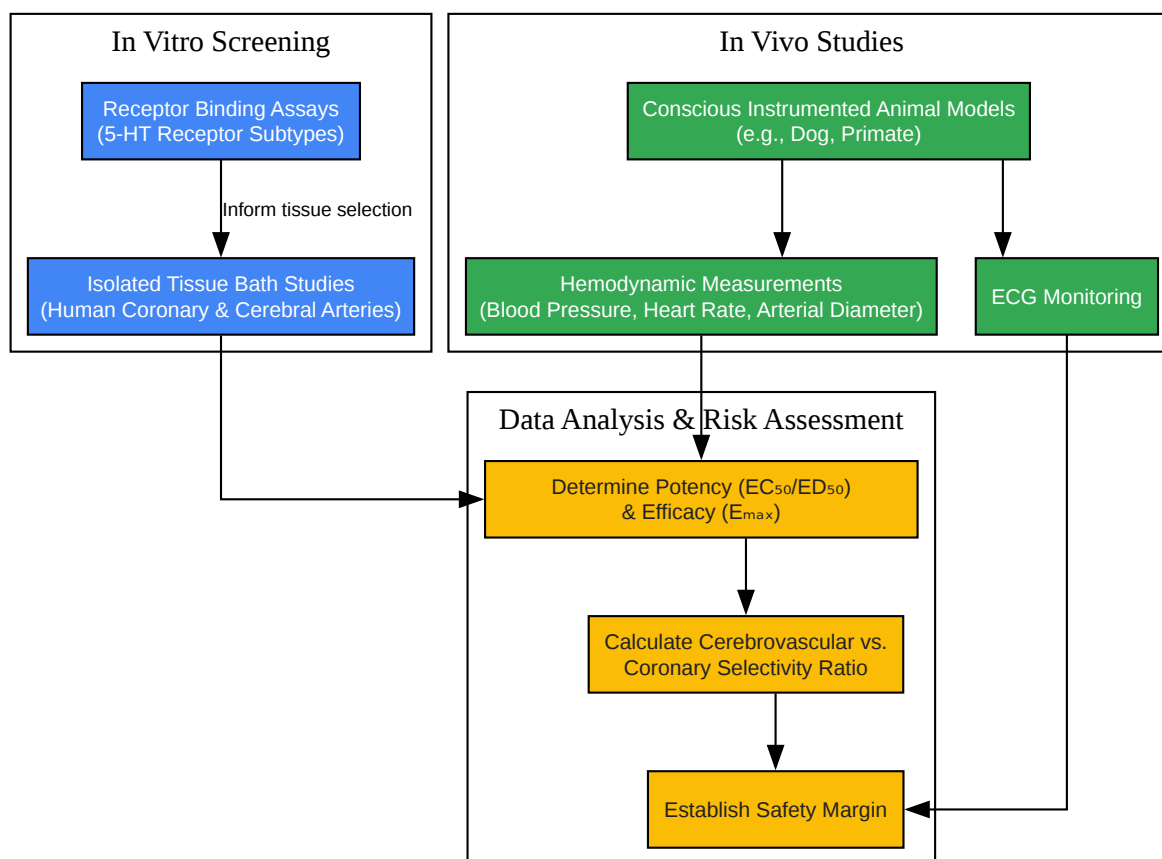 In Vitro Screening
Receptor Binding Assays
(5-HT Receptor Subtypes)
Inform tissue selection
Isolated Tissue Bath Studies
(Human Coronary & Cerebral Arteries)
In Vivo Studies
Conscious Instrumented Animal Models
(e.g., Dog, Primate)
Hemodynamic Measurements
(Blood Pressure, Heart Rate, Arterial Diameter)
ECG Monitoring
Data Analysis & Risk Assessment
Determine Potency (EC₅₀/ED₅₀)
& Efficacy (Eₘₐₓ)
Calculate Cerebrovascular vs.
Coronary Selectivity Ratio
Establish Safety Margin